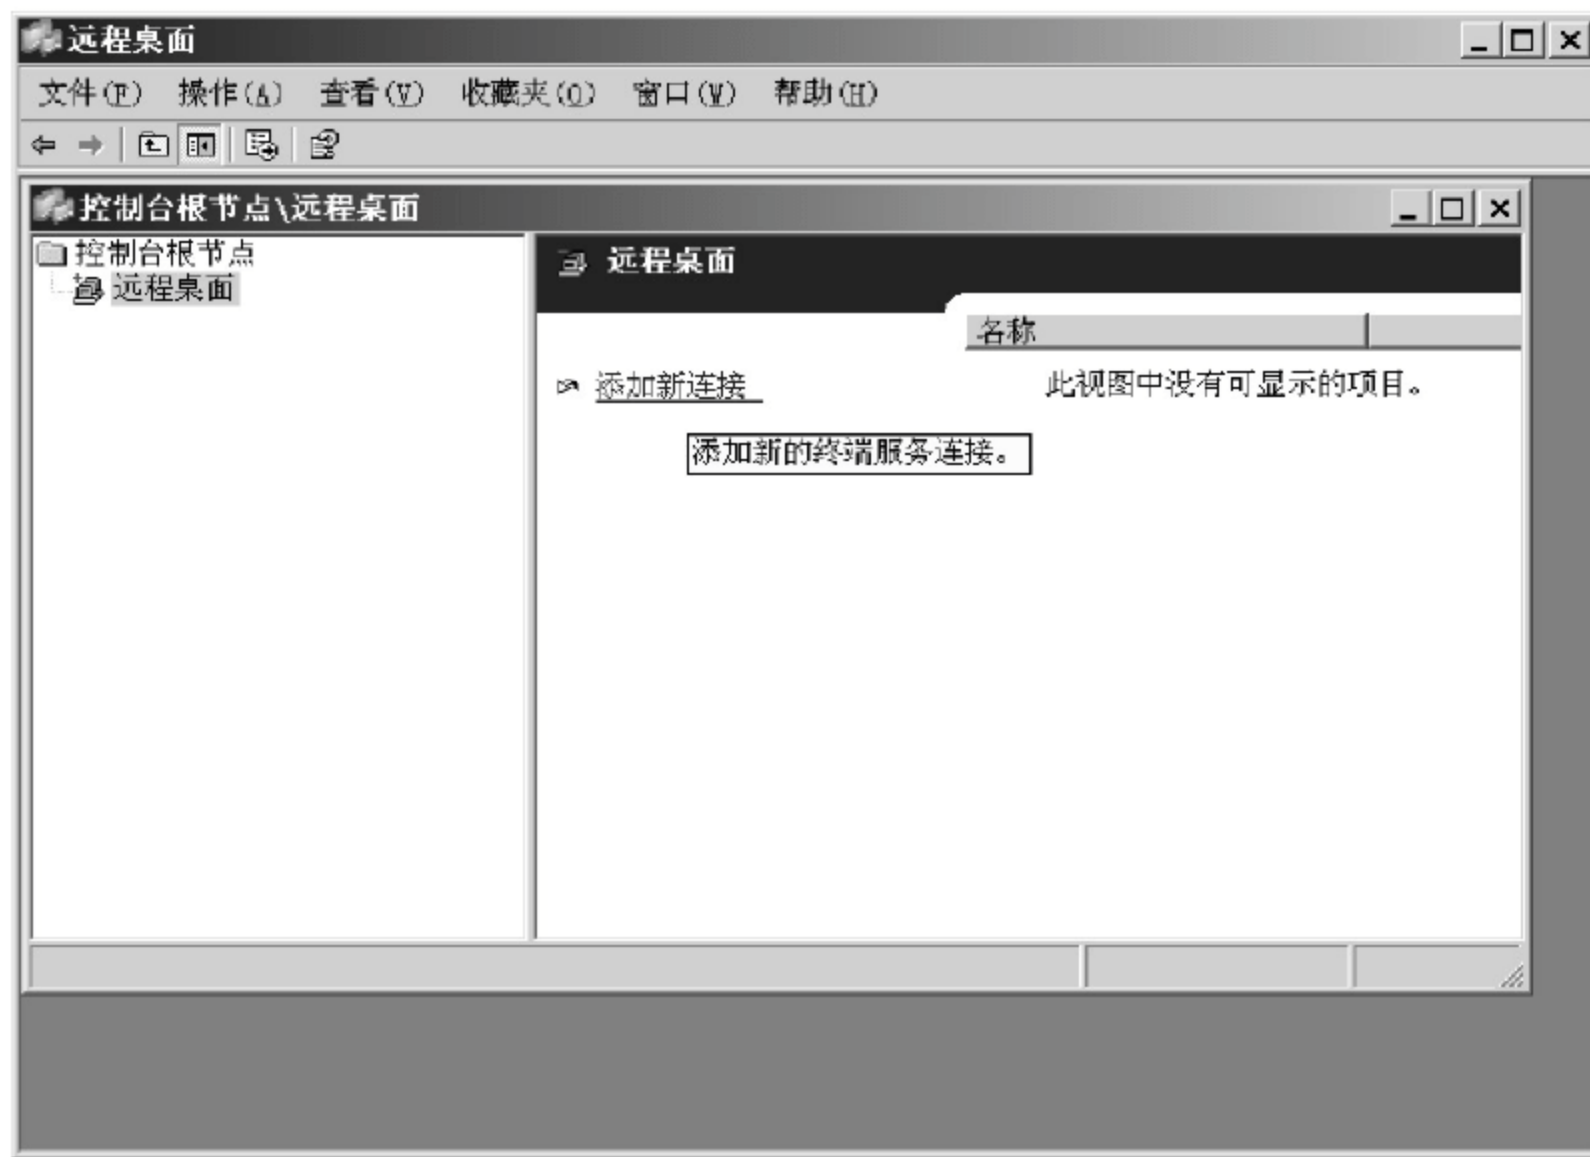 远程桌面
文件(F) 操作(A) 查看(V) 收藏夹(O) 窗口(W) 帮助(H)
控制台根节点\远程桌面
控制台根节点
远程桌面
远程桌面
名称
添加新连接
此视图中没有可显示的项目。
添加新的终端服务连接。